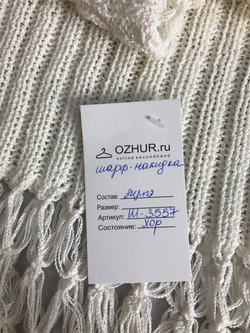 OZHUR.ru
online secondhand
шарф-накидка
Состав:
Размер:
Артикул: Ш-3557
Состояние: хор